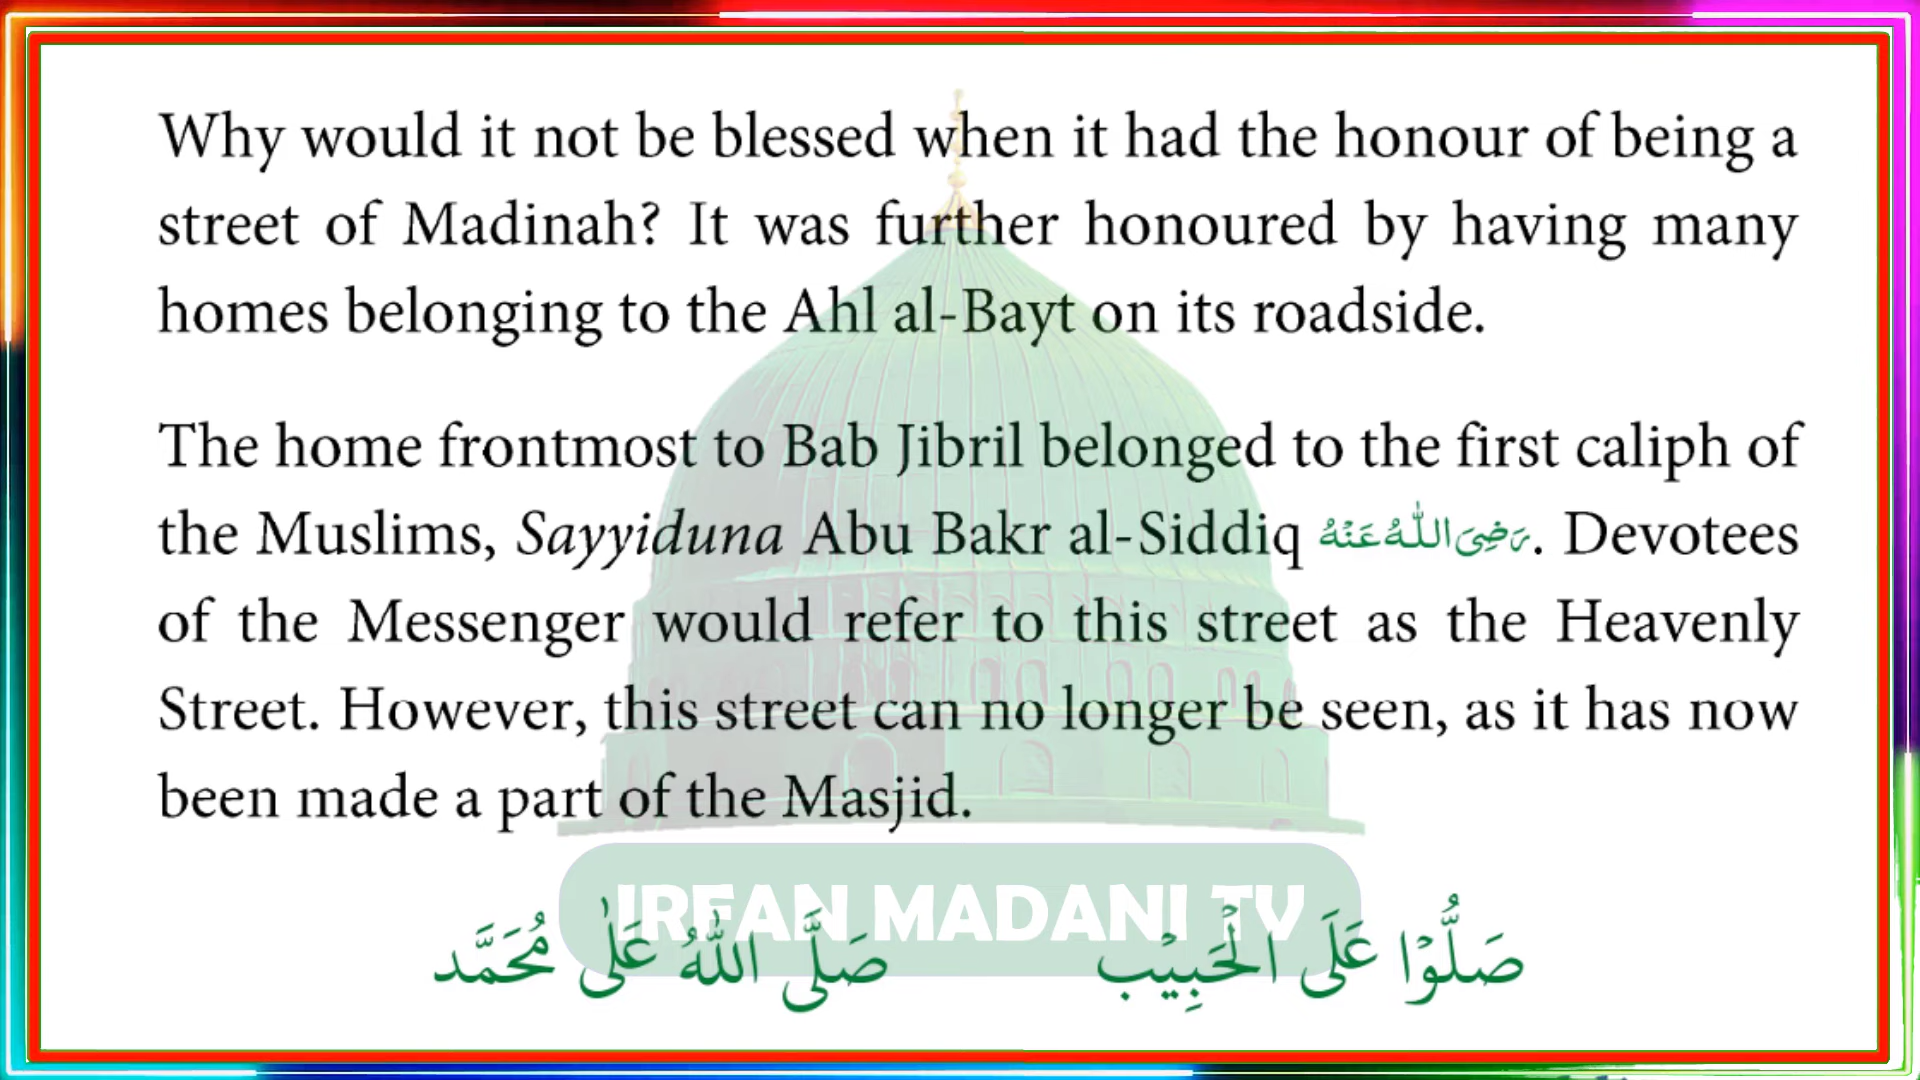 Why would it not be blessed when it had the honour of being a
street of Madinah? It was further honoured by having many
homes belonging to the Ahl al-Bayt on its roadside.
The home frontmost to Bab Jibril belonged to the first caliph of
the Muslims, Sayyiduna Abu Bakr al-Siddiq رَضِیَ اللّٰهُ عَنْهُ. Devotees
of the Messenger would refer to this street as the Heavenly
Street. However, this street can no longer be seen, as it has now
been made a part of the Masjid.
IRFAN MADANI TV
صَلُّوْا عَلَى الْحَبِيْب صَلَّى اللّٰهُ عَلٰى مُحَمَّد